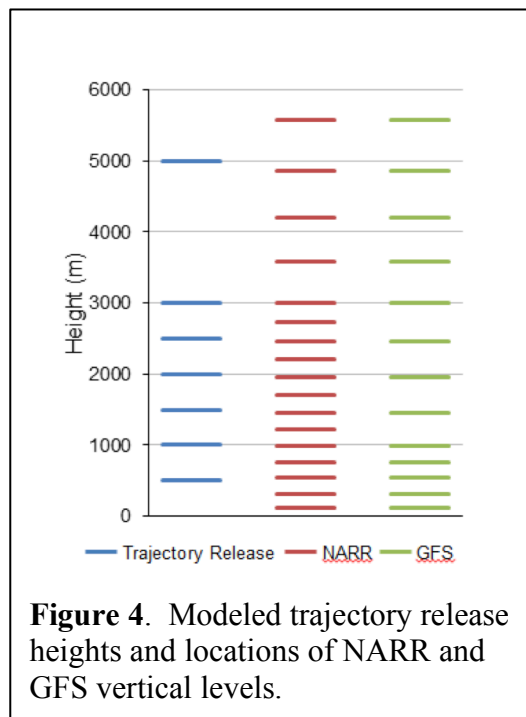 6000
5000
4000
3000
2000
1000
0
Height (m)
Trajectory Release NARR GFS
Figure 4. Modeled trajectory release
heights and locations of NARR and
GFS vertical levels.